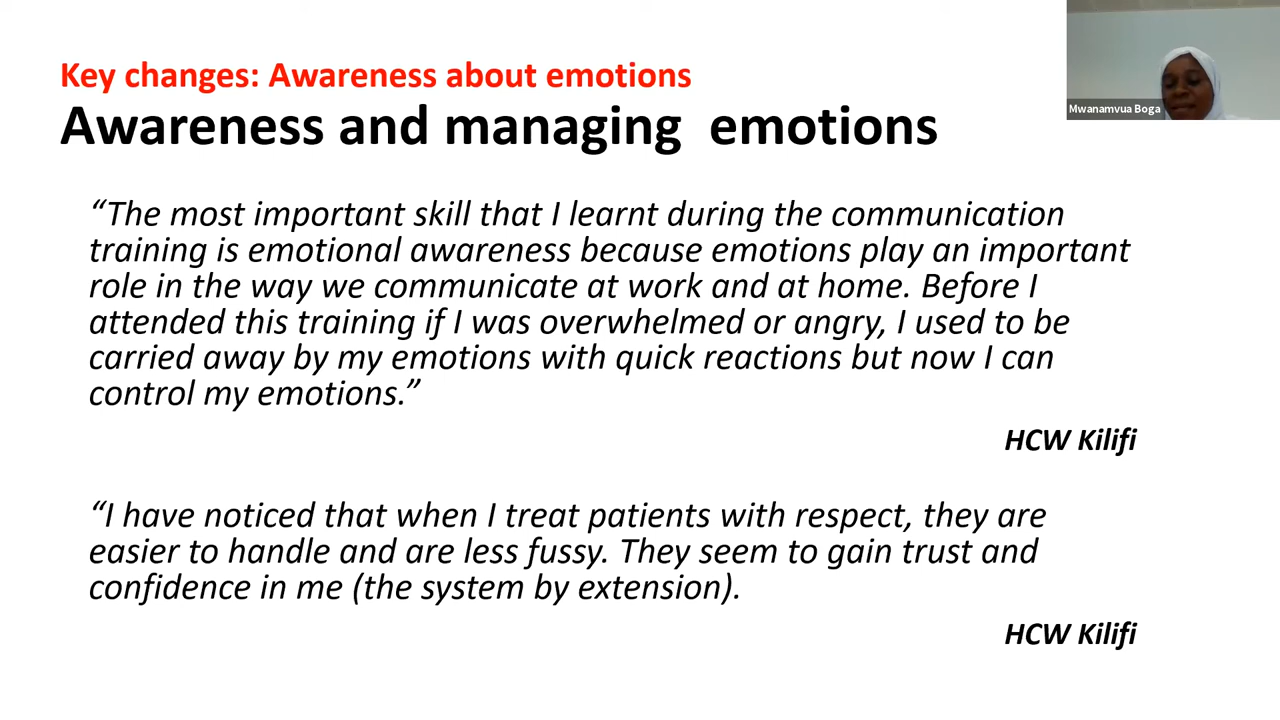 Key changes: Awareness about emotions
Awareness and managing  emotions
Mwanamvua Boga
“The most important skill that I learnt during the communication
training is emotional awareness because emotions play an important
role in the way we communicate at work and at home. Before I
attended this training if I was overwhelmed or angry, I used to be
carried away by my emotions with quick reactions but now I can
control my emotions.”
HCW Kilifi
“I have noticed that when I treat patients with respect, they are
easier to handle and are less fussy. They seem to gain trust and
confidence in me (the system by extension).
HCW Kilifi